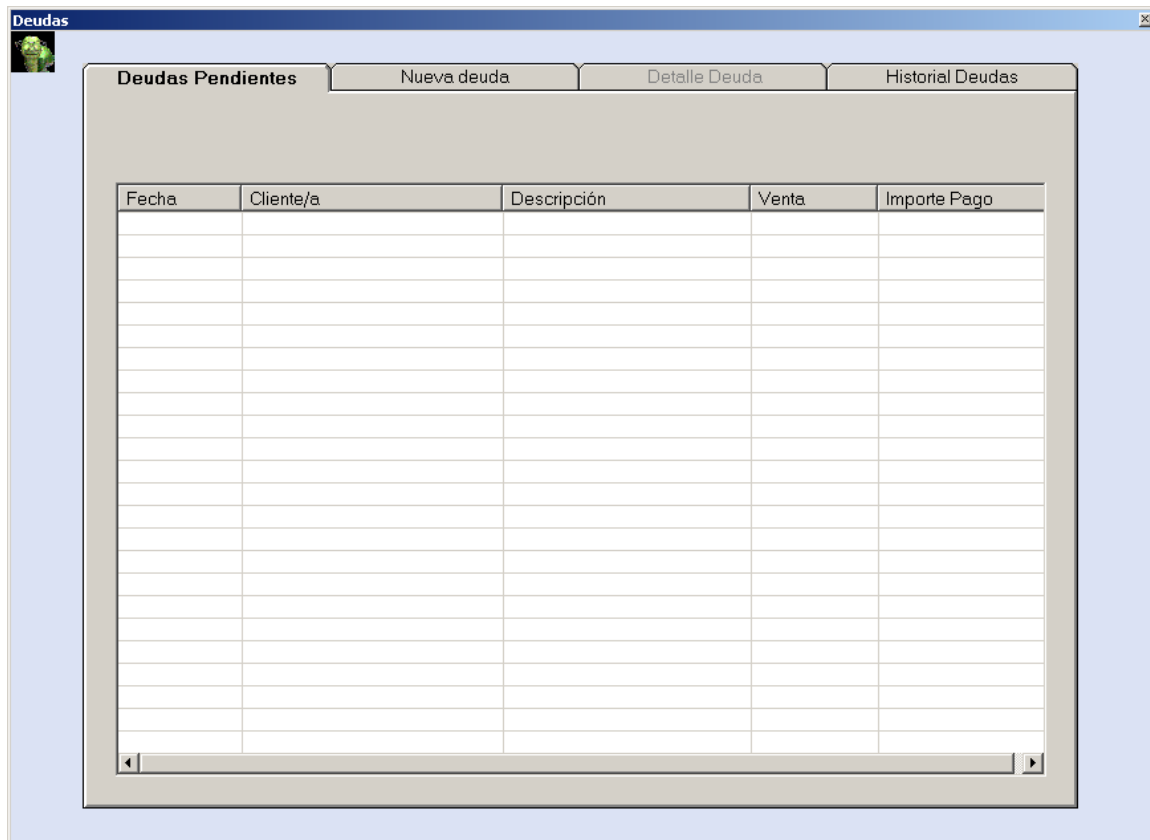 Deudas
Deudas Pendientes Nueva deuda Detalle Deuda Historial Deudas
Fecha Cliente/a Descripción Venta Importe Pago